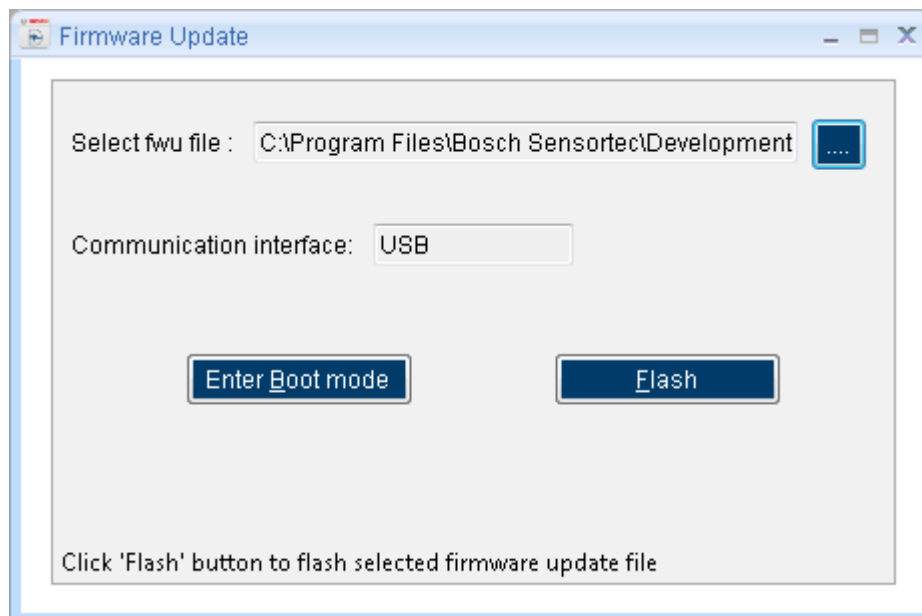 Firmware Update
Select fwu file : C:\Program Files\Bosch Sensortec\Development ....
Communication interface: USB
Enter Boot mode Flash
Click 'Flash' button to flash selected firmware update file